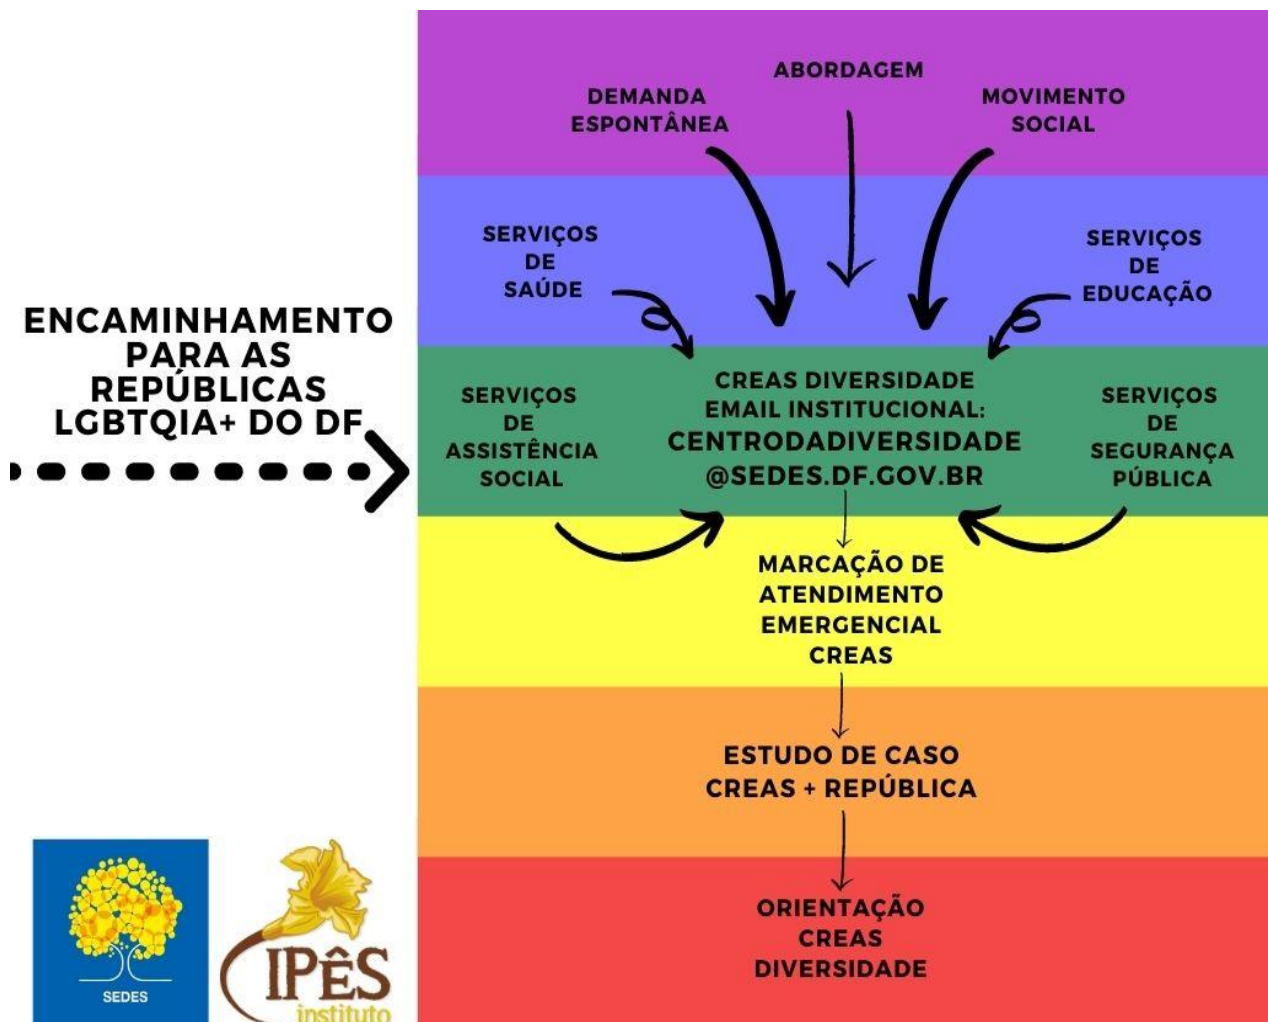 ENCAMINHAMENTO
PARA AS
REPÚBLICAS
LGBTQIA+ DO DF
ABORDAGEM
DEMANDA
ESPONTÂNEA
MOVIMENTO
SOCIAL
SERVIÇOS
DE
SAÚDE
SERVIÇOS
DE
EDUCAÇÃO
SERVIÇOS
DE
ASSISTÊNCIA
SOCIAL
CREAS DIVERSIDADE
EMAIL INSTITUCIONAL:
CENTRODADIVERSIDADE
@SEDES.DF.GOV.BR
SERVIÇOS
DE
SEGURANÇA
PÚBLICA
MARCAÇÃO DE
ATENDIMENTO
EMERGENCIAL
CREAS
ESTUDO DE CASO
CREAS + REPÚBLICA
ORIENTAÇÃO
CREAS
DIVERSIDADE
SEDES
IPÊS
instituto